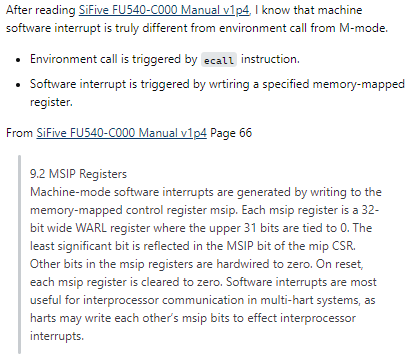 After reading SiFive FU540-C000 Manual v1p4, I know that machine
software interrupt is truly different from environment call from M-mode.
• Environment call is triggered by ecall instruction.
• Software interrupt is triggered by wrtiring a specified memory-mapped
register.
From SiFive FU540-C000 Manual v1p4 Page 66
9.2 MSIP Registers
Machine-mode software interrupts are generated by writing to the
memory-mapped control register msip. Each msip register is a 32-
bit wide WARL register where the upper 31 bits are tied to 0. The
least significant bit is reflected in the MSIP bit of the mip CSR.
Other bits in the msip registers are hardwired to zero. On reset,
each msip register is cleared to zero. Software interrupts are most
useful for interprocessor communication in multi-hart systems, as
harts may write each other's msip bits to effect interprocessor
interrupts.